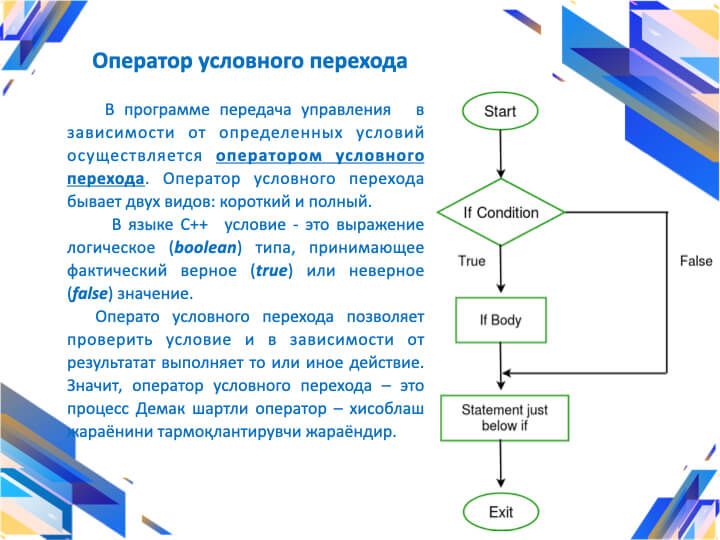 Оператор условного перехода
В программе передача управления в
зависимости от определенных условий
осуществляется оператором условного
перехода. Оператор условного перехода
бывает двух видов: короткий и полный.
В языке С++ условие - это выражение
логическое (boolean) типа, принимающее
фактический верное (true) или неверное
(false) значение.
Операто условного перехода позволяет
проверить условие и в зависимости от
результатат выполняет то или иное действие.
Значит, оператор условного перехода – это
процесс Демак шартли оператор – хисоблаш
жараёнини тармоқлантирувчи жараёндир.
Start
If Condition
True
False
If Body
Statement just
below if
Exit